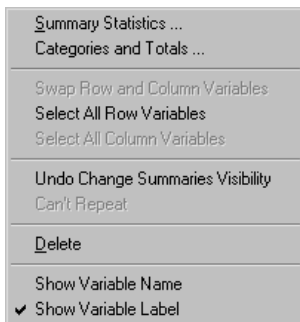 Summary Statistics ...
Categories and Totals ...
Swap Row and Column Variables
Select All Row Variables
Select All Column Variables
Undo Change Summaries Visibility
Can't Repeat
Delete
Show Variable Name
Show Variable Label